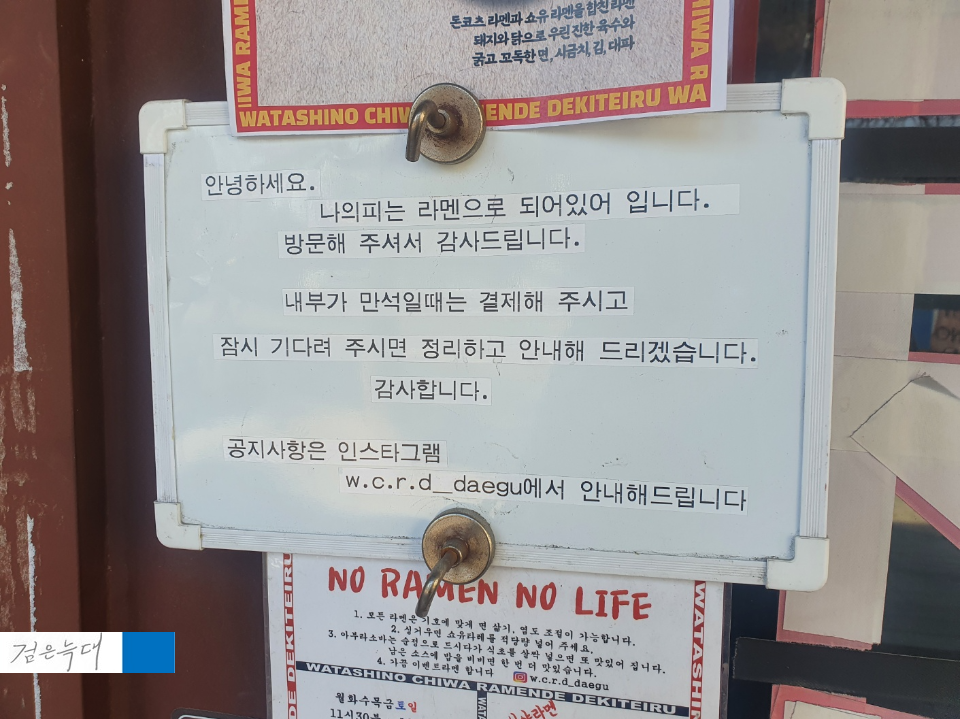 돈코츠 라멘과 쇼유 라멘을 합친 라멘
돼지와 닭으로 우린 진한 육수와
굵고 꼬독한 면, 시금치, 김, 대파
WATASHINO CHIWA RAMENDE DEKITEIRU WA
안녕하세요.
나의피는 라멘으로 되어있어 입니다.
방문해 주셔서 감사드립니다.
내부가 만석일때는 결제해 주시고
잠시 기다려 주시면 정리하고 안내해 드리겠습니다.
감사합니다.
공지사항은 인스타그램
w.c.r.d_daegu에서 안내해드립니다
NO RAMEN NO LIFE
1. 모든 라멘은 기호에 맞게 면 삶기, 염도 조절이 가능합니다.
2. 싱거우면 쇼유타레를 적당량 넣어 주세요.
3. 아부라소바는 절정으로 드시다가 식초를 살짝 넣으면 또 맛있어 집니다.
남은 소스에 밥을 비비면 한 번 더 맛있습니다.
4. 가끔 이벤트라멘 합니다
w.c.r.d_daegu
WATASHINO CHIWA RAMENDE DEKITEIRU
월화수목금토일
11시30분
검은늑대